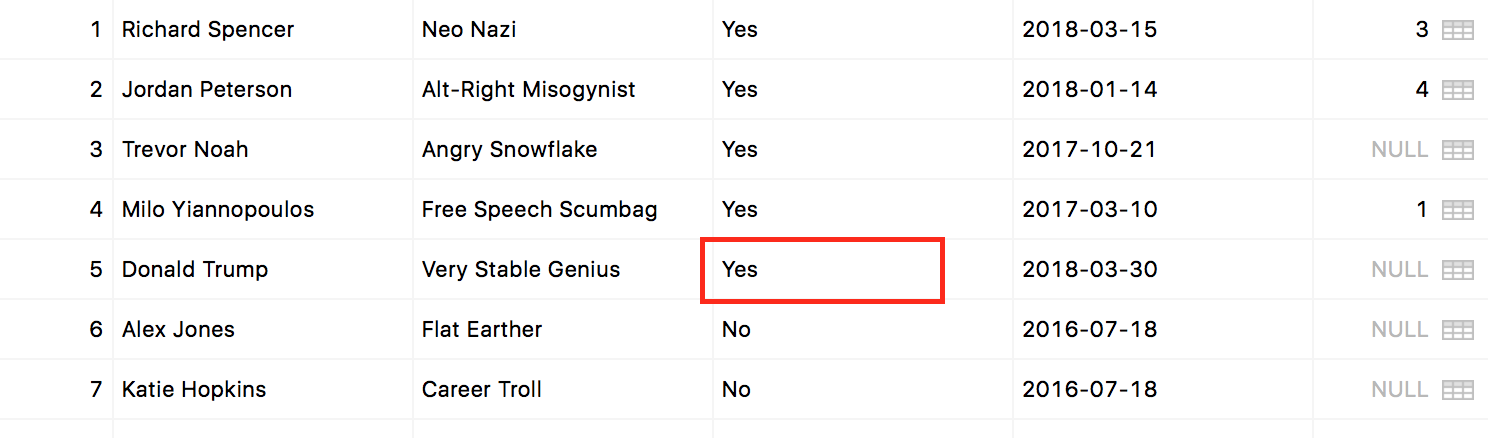 1 Richard Spencer Neo Nazi Yes 2018-03-15 3
2 Jordan Peterson Alt-Right Misogynist Yes 2018-01-14 4
3 Trevor Noah Angry Snowflake Yes 2017-10-21 NULL
4 Milo Yiannopoulos Free Speech Scumbag Yes 2017-03-10 1
5 Donald Trump Very Stable Genius Yes 2018-03-30 NULL
6 Alex Jones Flat Earther No 2016-07-18 NULL
7 Katie Hopkins Career Troll No 2016-07-18 NULL